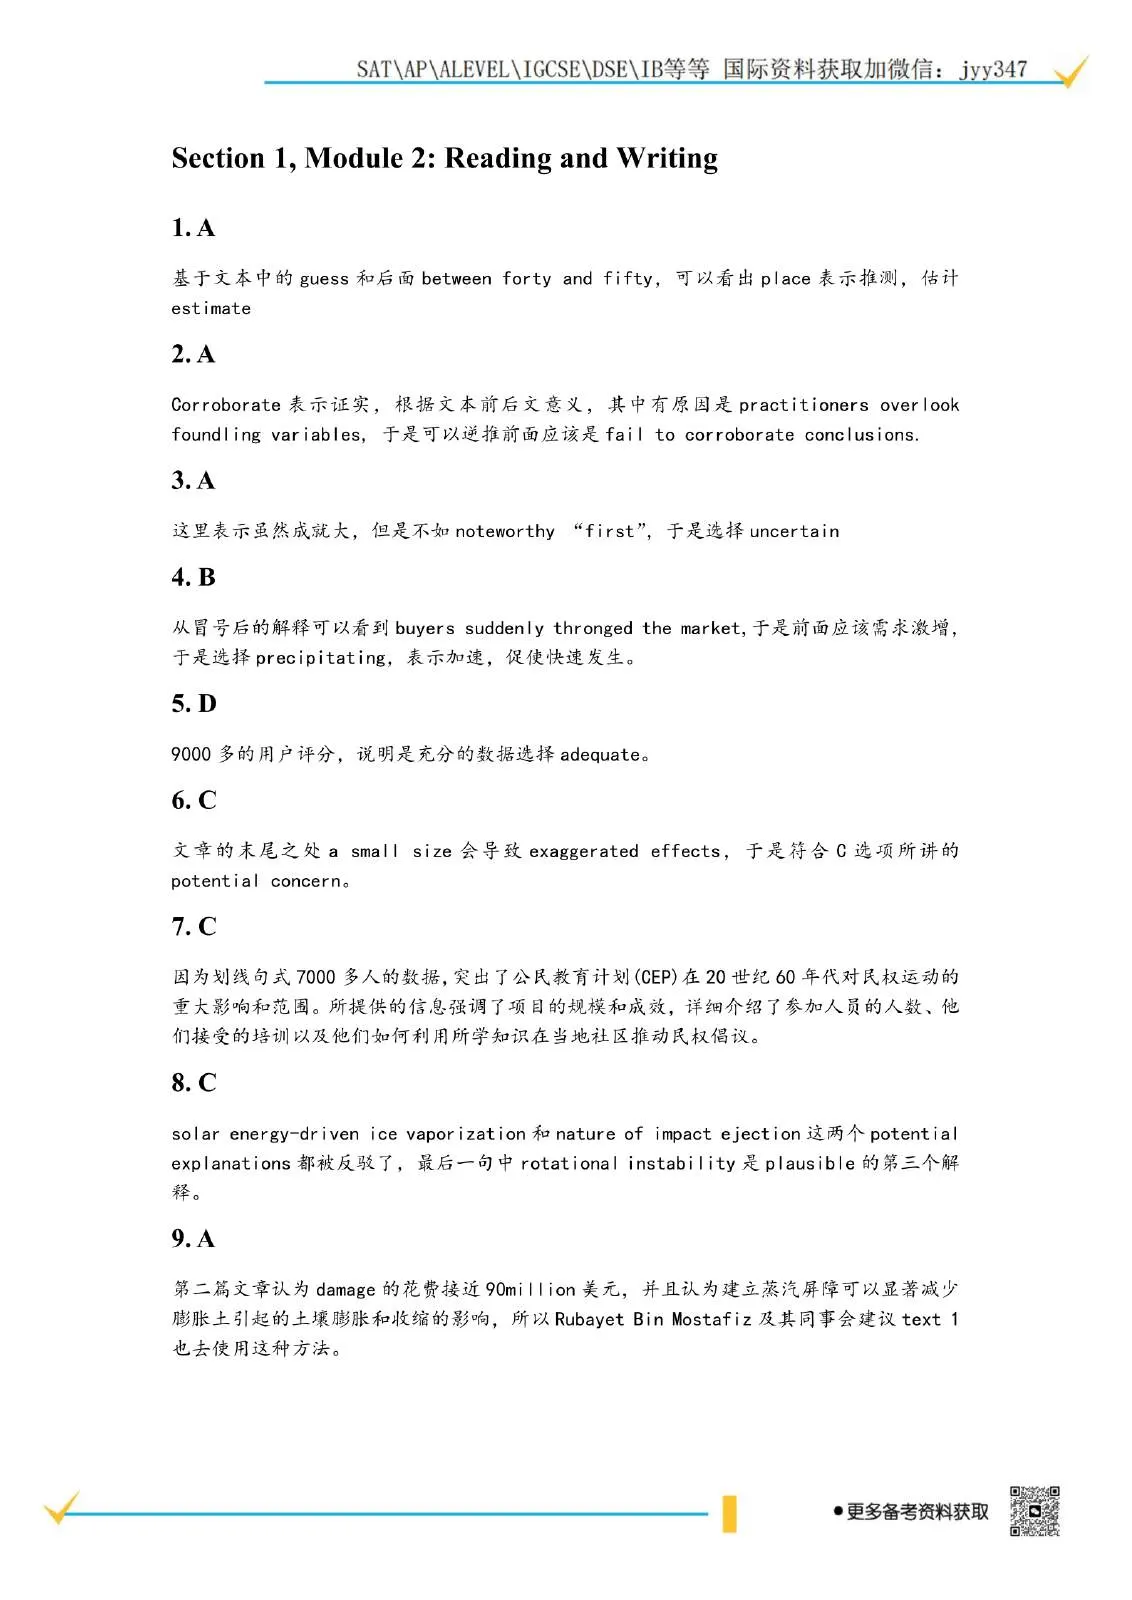 SAT\AP\ALEVEL\IGCSE\DSE\IB等等 国际资料获取加微信：jyy347
Section 1, Module 2: Reading and Writing
1. A
基于文本中的 guess 和后面 between forty and fifty，可以看出 place 表示推测，估计
estimate
2. A
Corroborate 表示证实，根据文本前后文意义，其中有原因是 practitioners overlook
foundling variables, 于是可以逆推前面应该是 fail to corroborate conclusions.
3. A
这里表示虽然成就大，但是不如 noteworthy “first”, 于是选择 uncertain
4. B
从冒号后的解释可以看到 buyers suddenly thronged the market, 于是前面应该需求激增，
于是选择 precipitating，表示加速，促使快速发生。
5. D
9000 多的用户评分，说明是充分的数据选择 adequate。
6. C
文章的末尾之处 a small size 会导致 exaggerated effects，于是符合 C 选项所讲的
potential concern。
7. C
因为划线句式 7000 多人的数据，突出了公民教育计划(CEP)在 20 世纪 60 年代对民权运动的
重大影响和范围。所提供的信息强调了项目的规模和成效，详细介绍了参加人员的人数、他
们接受的培训以及他们如何利用所学知识在当地社区推动民权倡议。
8. C
solar energy-driven ice vaporization 和 nature of impact ejection 这两个 potential
explanations 都被反驳了，最后一句中 rotational instability 是 plausible 的第三个解
释。
9. A
第二篇文章认为 damage 的花费接近 90million 美元，并且认为建立蒸汽屏障可以显著减少
膨胀土引起的土壤膨胀和收缩的影响，所以 Rubayet Bin Mostafiz 及其同事会建议 text 1
也去使用这种方法。
●更多备考资料获取